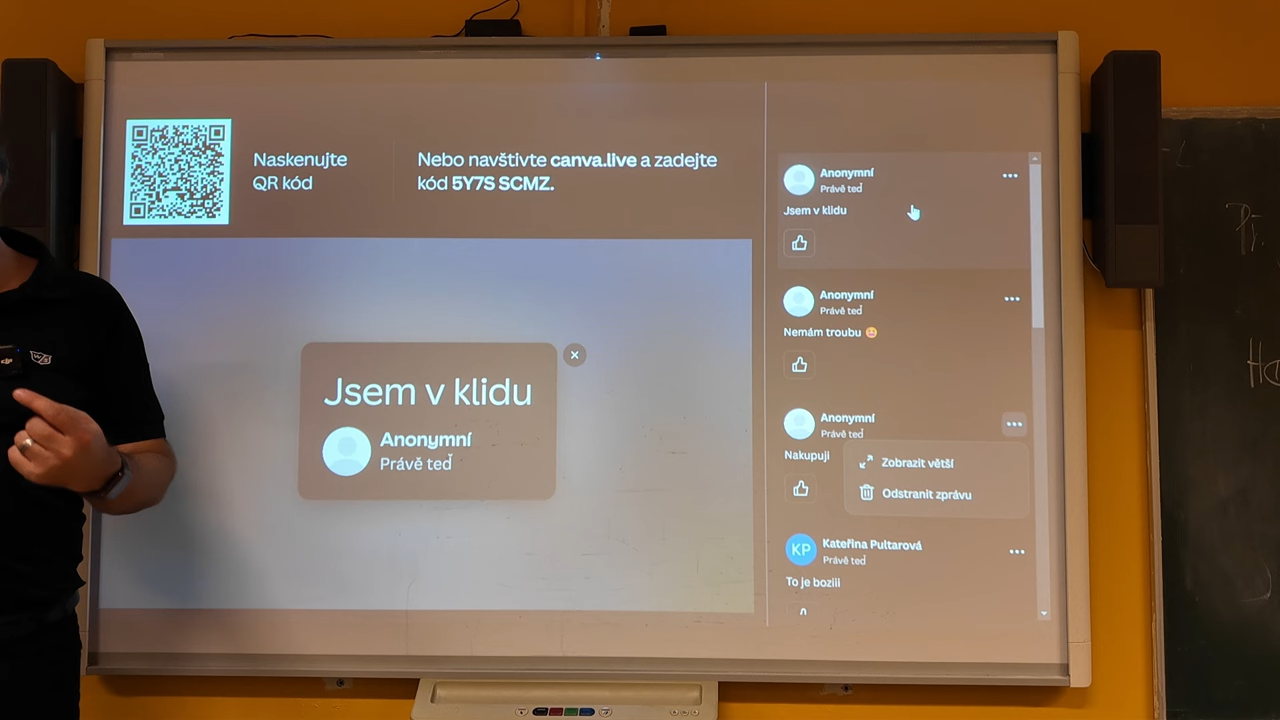 Naskenujte
QR kód
Nebo navštivte canva.live a zadejte
kód 5Y7S SCMZ.
Jsem v klidu
Anonymní
Právě teď
Anonymní
Právě teď
Jsem v klidu
Anonymní
Právě teď
Nemám troubu 😄
Anonymní
Právě teď
Nakupuji
Zobrazit větší
Odstranit zprávu
KP
Kateřina Pultarová
Právě teď
To je boziii
dji
W/S